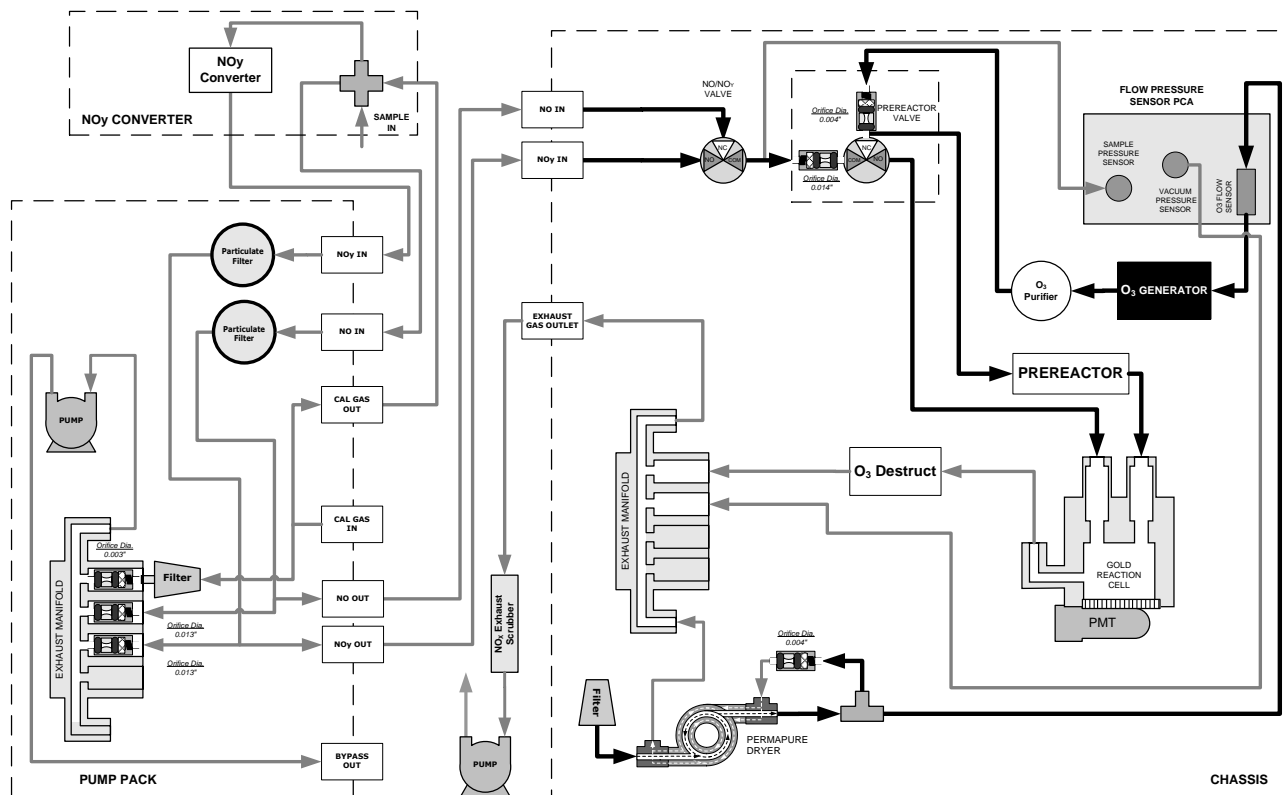 NOy
Converter
NOy CONVERTER
SAMPLE
IN
NO IN
NOy IN
NO/NOY
VALVE
Orifice Dia.
0.004"
PREREACTOR
VALVE
NC
NO
COM
NC
COM
NO
Orifice Dia.
0.014"
FLOW PRESSURE
SENSOR PCA
SAMPLE
PRESSURE
SENSOR
VACUUM
PRESSURE
SENSOR
O3 FLOW
SENSOR
O3
Purifier
O3 GENERATOR
PREREACTOR
Particulate
Filter
NOy IN
Particulate
Filter
NO IN
EXHAUST
GAS OUTLET
PUMP
CAL GAS
OUT
CAL GAS
IN
Orifice Dia.
0.003"
Filter
EXHAUST MANIFOLD
NO OUT
Orifice Dia.
0.013"
NOy OUT
Orifice Dia.
0.013"
BYPASS
OUT
PUMP PACK
NOX Exhaust
Scrubber
PUMP
EXHAUST MANIFOLD
O3 Destruct
GOLD
REACTION
CELL
PMT
Orifice Dia.
0.004"
Filter
PERMAPURE
DRYER
CHASSIS